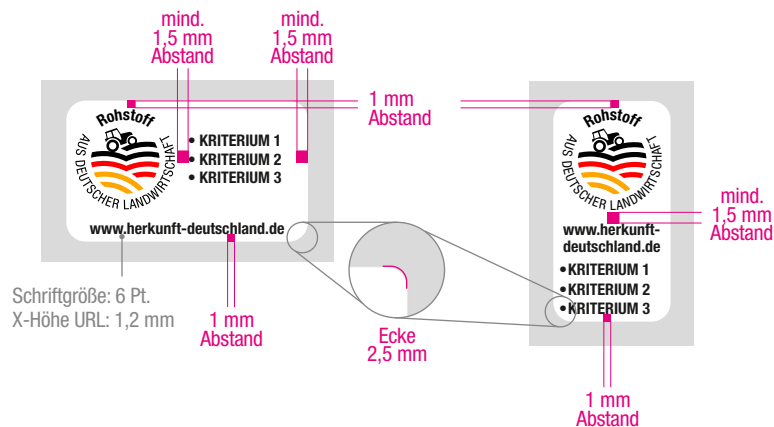 mind.
1,5 mm
Abstand
mind.
1,5 mm
Abstand
1 mm
Abstand
Rohstoff
AUS DEUTSCHER LANDWIRTSCHAFT
• KRITERIUM 1
• KRITERIUM 2
• KRITERIUM 3
www.herkunft-deutschland.de
Schriftgröße: 6 Pt.
X-Höhe URL: 1,2 mm
1 mm
Abstand
Ecke
2,5 mm
Rohstoff
AUS DEUTSCHER LANDWIRTSCHAFT
mind.
1,5 mm
Abstand
www.herkunft-
deutschland.de
• KRITERIUM 1
• KRITERIUM 2
• KRITERIUM 3
1 mm
Abstand